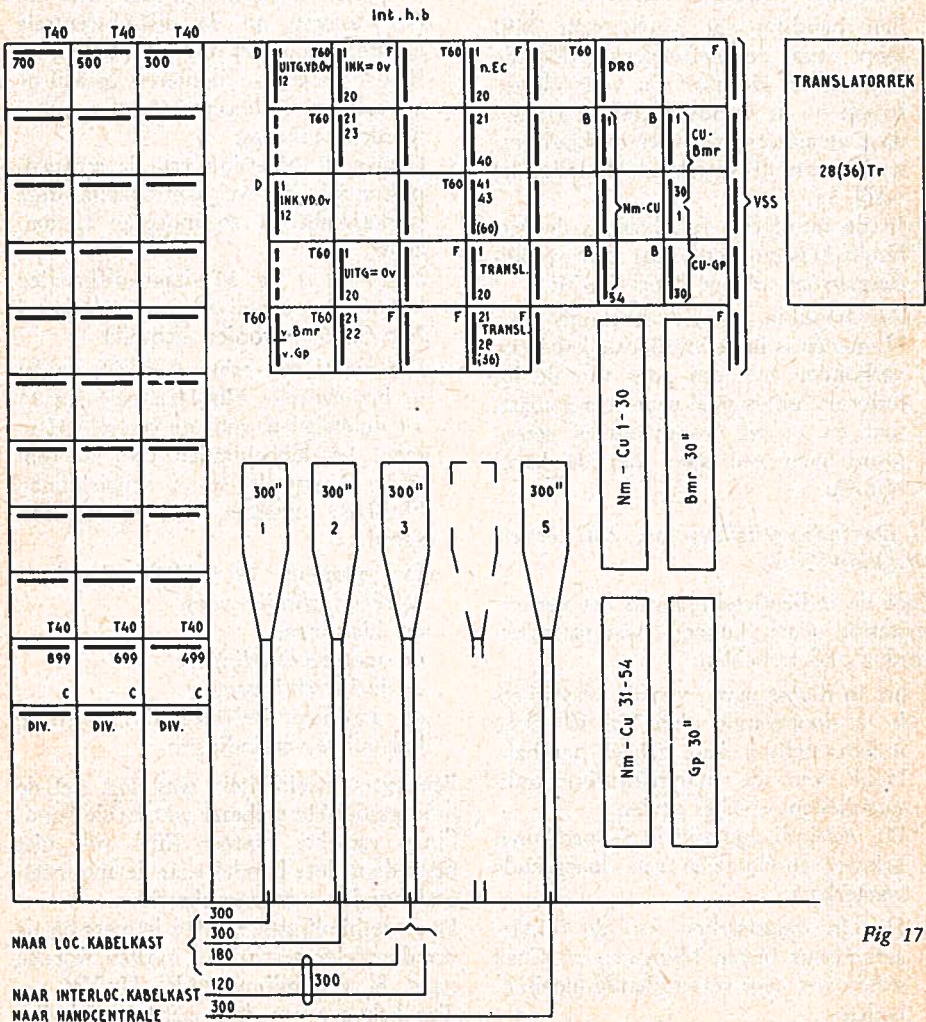 Int. h.b
T40 T40 T40
700 500 300
D 1 T60 1 F 1 F T60 DRO F
UITG.VD.Ov INK= Ov n.EC
12 20 20
TRANSLATORREK
28(36)Tr
T60 21 21 B 1 B 1
23 40
CU-
Bmr
D 1 T60 41 30
INK.VD.Ov 43 1
12 (60)
Nm-CU
VSS
T60 1 F 1 B B
UITG= Ov TRANSL.
20 20 54 30
CU-Gp
T60 T60 21 F 21 F F
v. Bmr 22 TRANSL.
v. Gp 28
(36)
300" 300" 300" 300"
1 2 3 5
Nm - Cu 1-30
Bmr 30"
Nm - Cu 31-54
Gp 30"
T40 T40 T40
899 699 499
C C C
DIV. DIV. DIV.
300
300
NAAR LOC. KABELKAST
180
120 300
NAAR INTERLOC. KABELKAST
300
NAAR HANDCENTRALE
Fig 17